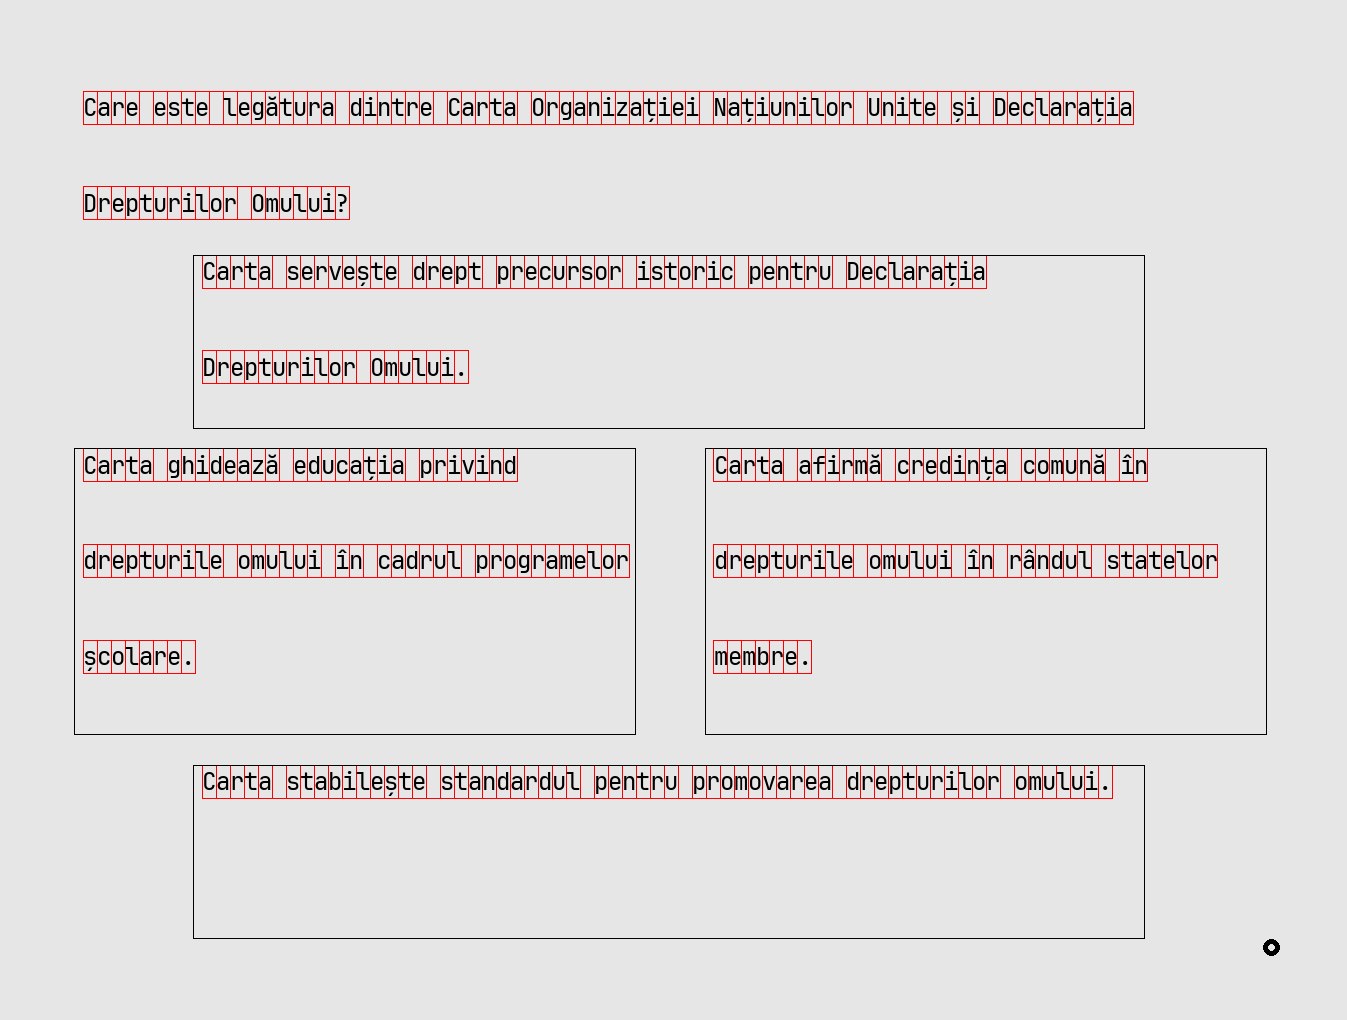 Care este legătura dintre Carta Organizației Națiunilor Unite și Declarația
Drepturilor Omului?
Carta servește drept precursor istoric pentru Declarația
Drepturilor Omului.
Carta ghidează educația privind
drepturile omului în cadrul programelor
școlare.
Carta afirmă credința comună în
drepturile omului în rândul statelor
membre.
Carta stabilește standardul pentru promovarea drepturilor omului.